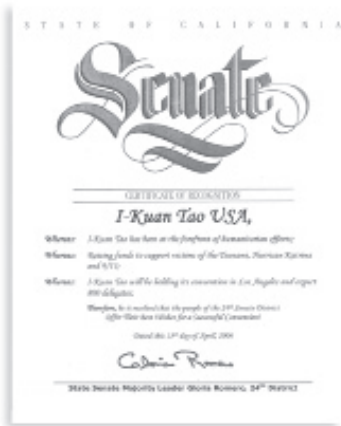 STATE OF CALIFORNIA
Senate
CERTIFICATE OF RECOGNITION
I-Kuan Tao USA,
Whereas: I-Kuan Tao has been at the forefront of humanitarian efforts;
Whereas: Raising funds to support victims of the Tsunami, Hurricane Katrina
and 9/11;
Whereas: I-Kuan Tao will be holding its convention in Los Angeles and expect
800 delegates;
Therefore, be it resolved that the people of the 24th Senate District
Offer Their Best Wishes for a Successful Convention!
Dated this day of April, 2006
Gloria Romero
State Senate Majority Leader Gloria Romero, 24th District